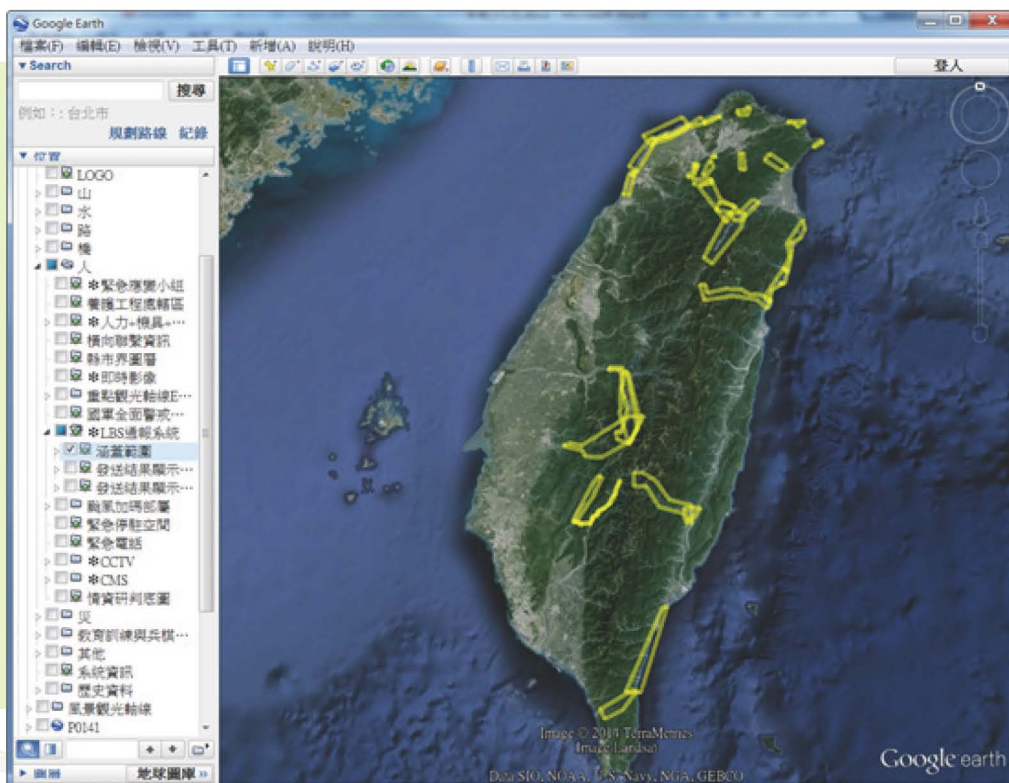 Google Earth
檔案(F) 編輯(E) 檢視(V) 工具(T) 新增(A) 說明(H)
Search
登入
搜尋
例如：: 台北市
規劃路線 紀錄
位置
LOGO
山
水
路
橋
人
*緊急應變小組
養護工程處轄區
*人力+機具+⋯
橫向聯繫資訊
縣市界圖層
*即時影像
重點觀光軸線E⋯
國軍全面警戒⋯
*LBS通報系統
涵蓋範圍
發送結果顯示⋯
發送結果顯示⋯
颱風加碼部屬
緊急停駐空間
緊急電話
*CCTV
*CMS
情資研判底圖
災
教育訓練與兵棋⋯
其他
系統資訊
歷史資料
風景觀光軸線
P0141
圖層
地球圖庫 »
Image © 2014 TerraMetrics
Image Landsat
Data SIO, NOAA, U.S. Navy, NGA, GEBCO
Google earth